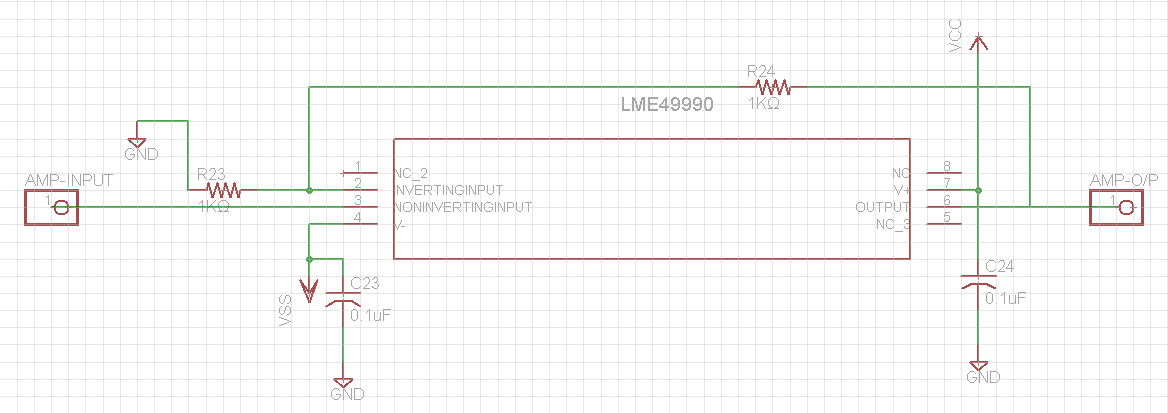 VCC
R24
1KΩ
LME49990
GND
AMP-INPUT
1
R23
1KΩ
1
NC_2
2
INVERTINGINPUT
3
NONINVERTINGINPUT
4
V-
NC
8
V+
7
OUTPUT
6
NC_3
5
AMP-O/P
1
VSS
C23
0.1uF
GND
C24
0.1uF
GND